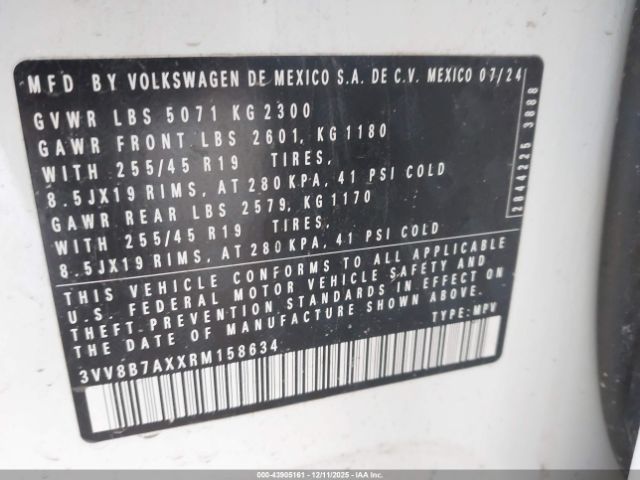 MFD BY VOLKSWAGEN DE MEXICO S.A. DE C.V. MEXICO 07/24
GVWR LBS 5071 KG 2300
GAWR FRONT LBS 2601, KG 1180
WITH 255/45 R19 TIRES,
8.5JX19 RIMS, AT 280 KPA, 41 PSI COLD
GAWR REAR LBS 2579, KG 1170
WITH 255/45 R19 TIRES,
8.5JX19 RIMS, AT 280 KPA, 41 PSI COLD
THIS VEHICLE CONFORMS TO ALL APPLICABLE
U.S. FEDERAL MOTOR VEHICLE SAFETY AND
THEFT PREVENTION STANDARDS IN EFFECT ON
THE DATE OF MANUFACTURE SHOWN ABOVE.
3VV8B7AXXRM158634 TYPE: MPV
2844225 3888
000-43905161 - 12/11/2025 - IAAI.COM